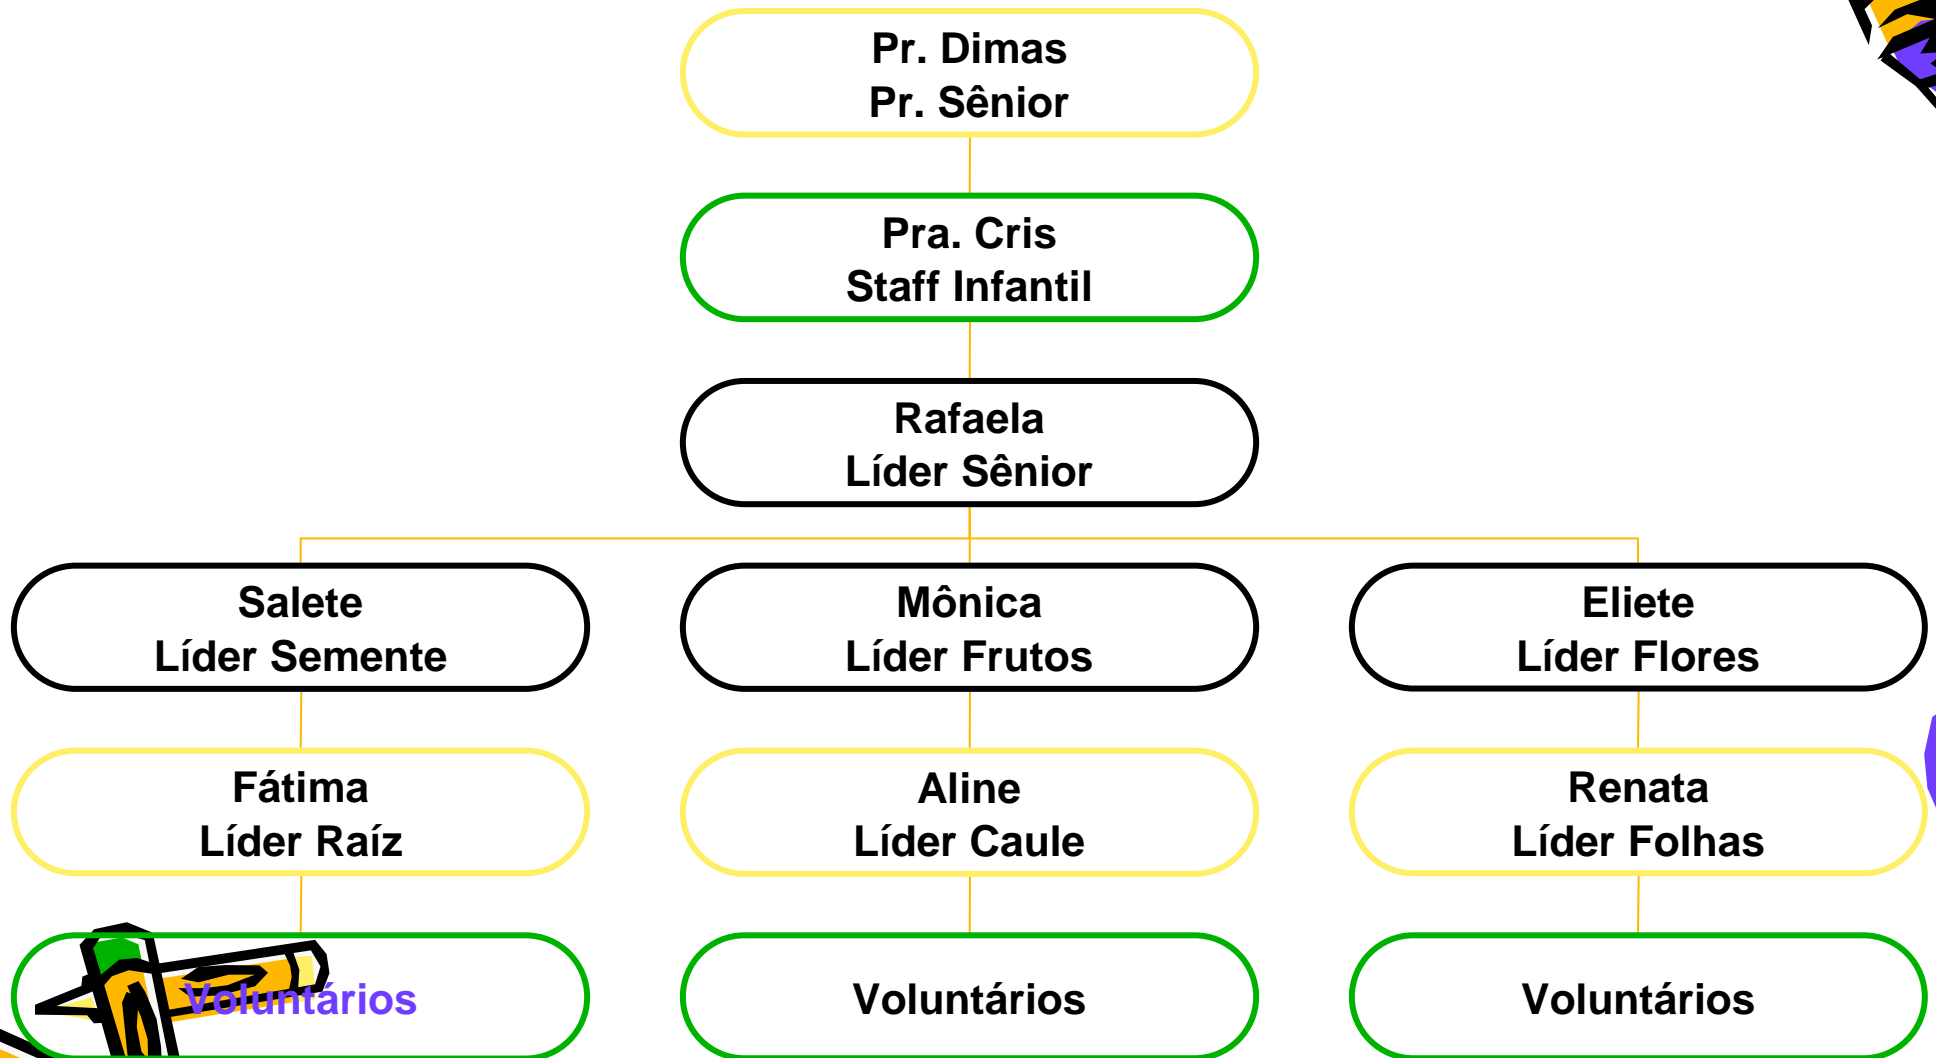 Pr. Dimas
Pr. Sênior
Pra. Cris
Staff Infantil
Rafaela
Líder Sênior
Salete
Líder Semente
Mônica
Líder Frutos
Eliete
Líder Flores
Fátima
Líder Raíz
Aline
Líder Caule
Renata
Líder Folhas
Voluntários
Voluntários
Voluntários